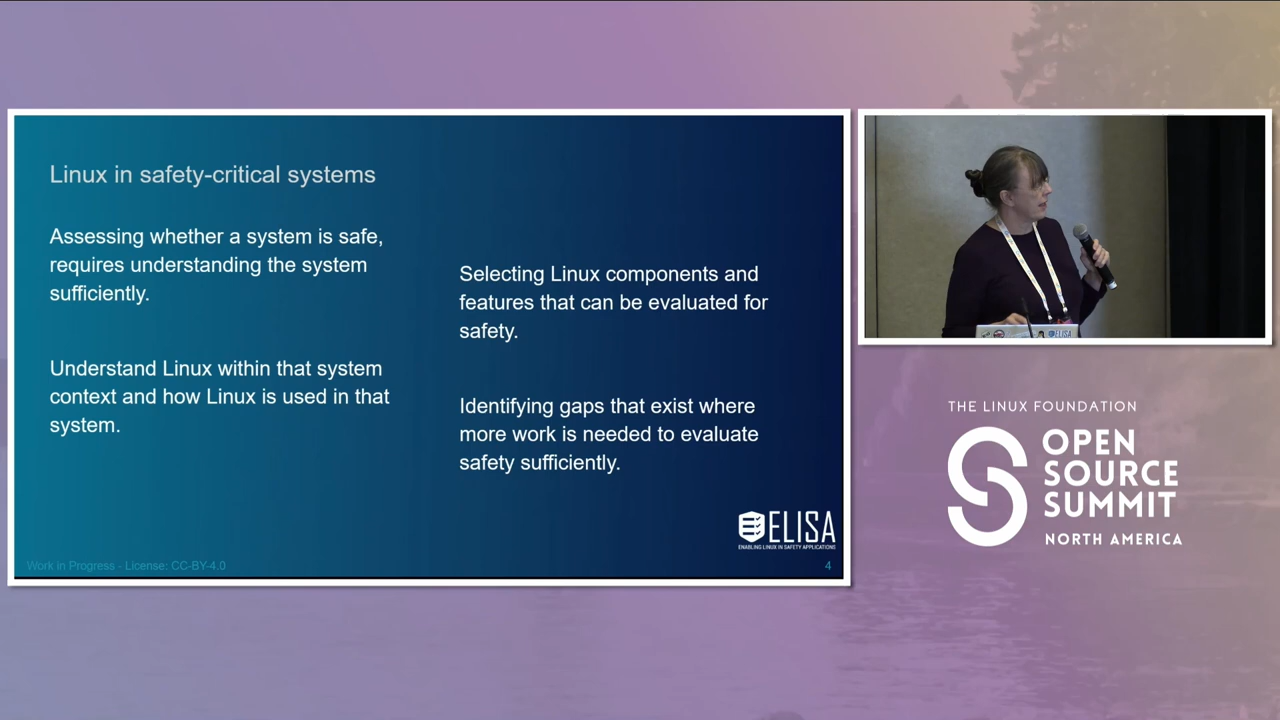 Linux in safety-critical systems
Assessing whether a system is safe,
requires understanding the system
sufficiently.
Understand Linux within that system
context and how Linux is used in that
system.
Selecting Linux components and
features that can be evaluated for
safety.
Identifying gaps that exist where
more work is needed to evaluate
safety sufficiently.
ELISA
ENABLING LINUX IN SAFETY APPLICATIONS
Work in Progress - License: CC-BY-4.0
4
ELISA
THE LINUX FOUNDATION
OPEN
SOURCE
SUMMIT
NORTH AMERICA